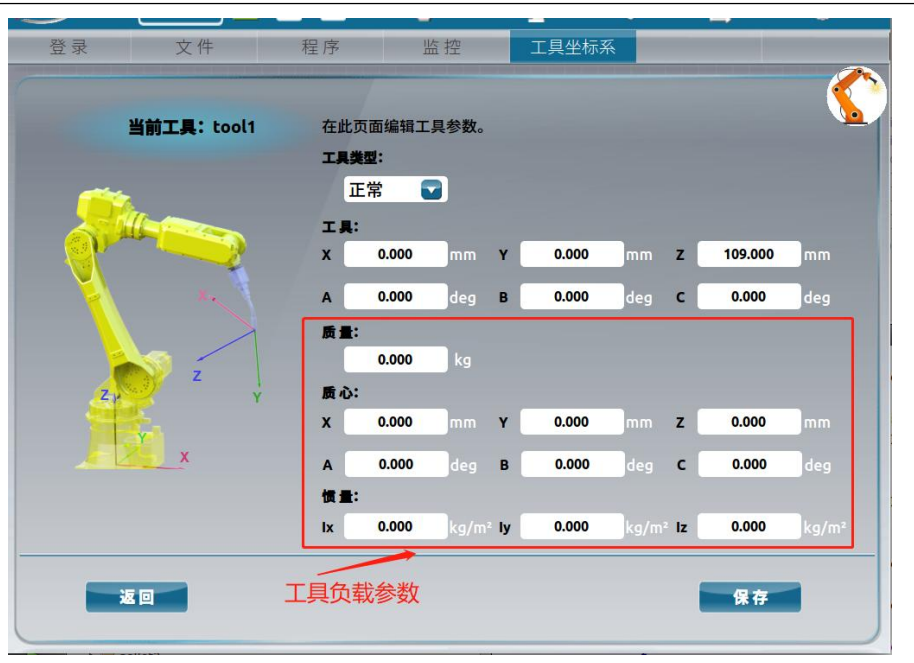 登录 文件 程序 监控 工具坐标系
当前工具：tool1
在此页面编辑工具参数。
工具类型：
正常
工具：
X 0.000 mm Y 0.000 mm Z 109.000 mm
A 0.000 deg B 0.000 deg C 0.000 deg
质量：
0.000 kg
质心：
X 0.000 mm Y 0.000 mm Z 0.000 mm
A 0.000 deg B 0.000 deg C 0.000 deg
惯量：
Ix 0.000 kg/m² Iy 0.000 kg/m² Iz 0.000 kg/m²
X
Z
Y
Z
Y
X
工具负载参数
返回 保存